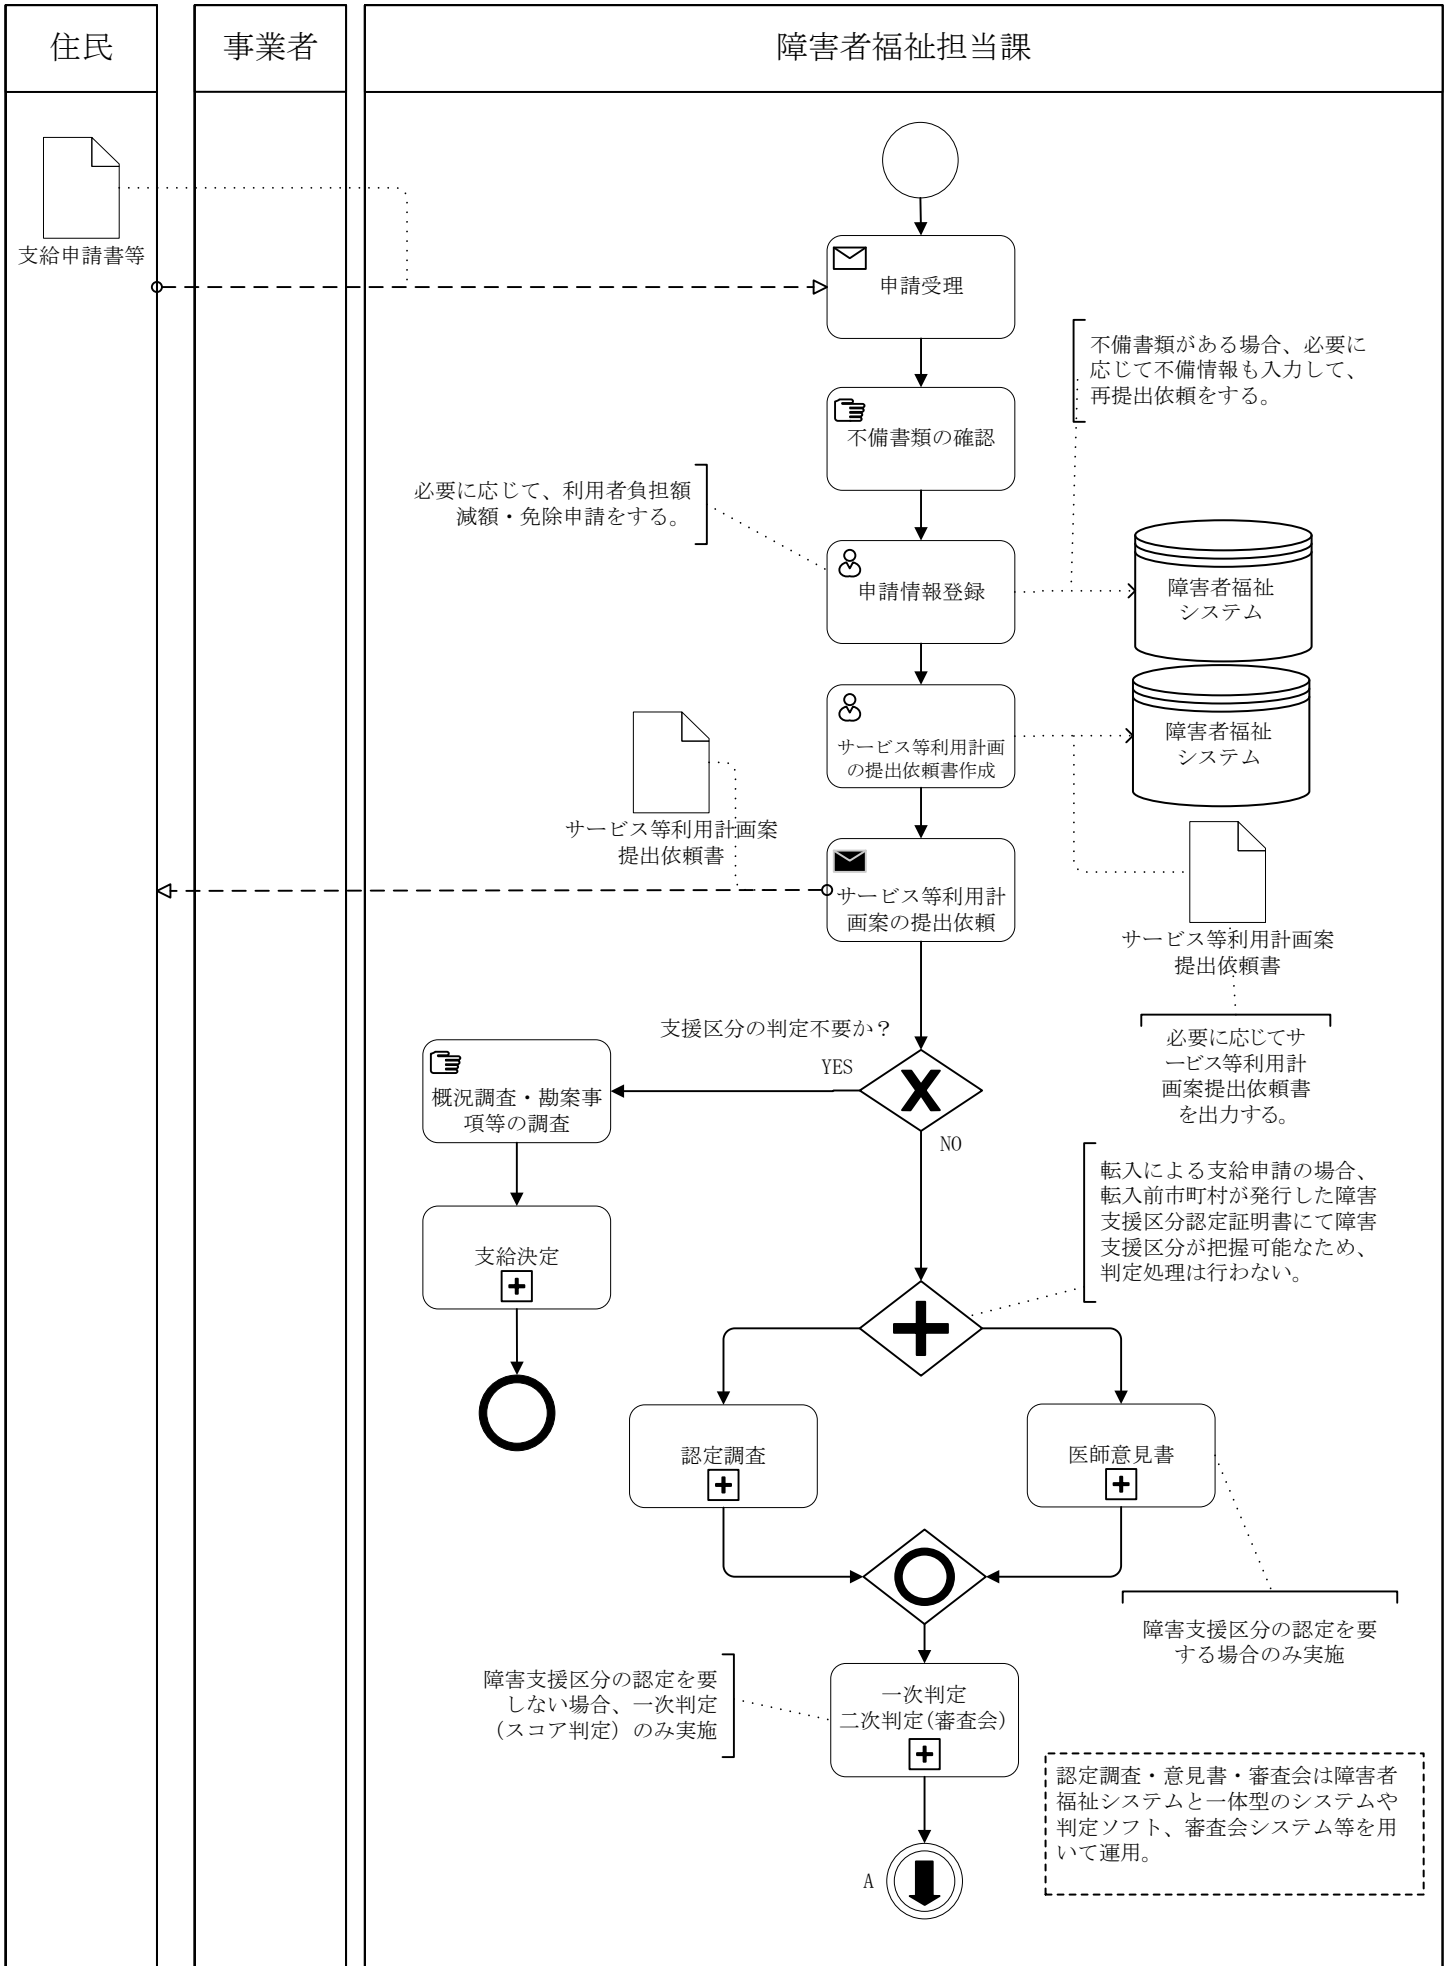 住民
事業者
障害者福祉担当課
支給申請書等
申請受理
不備書類がある場合、必要に
応じて不備情報も入力して、
再提出依頼をする。
不備書類の確認
必要に応じて、利用者負担額
減額・免除申請をする。
申請情報登録
障害者福祉
システム
サービス等利用計画
の提出依頼書作成
障害者福祉
システム
サービス等利用計画案
提出依頼書
サービス等利用計
画案の提出依頼
サービス等利用計画案
提出依頼書
必要に応じてサ
ービス等利用計
画案提出依頼書
を出力する。
支援区分の判定不要か？
YES
NO
概況調査・勘案事
項等の調査
転入による支給申請の場合、
転入前市町村が発行した障害
支援区分認定証明書にて障害
支援区分が把握可能なため、
判定処理は行わない。
支給決定
認定調査
医師意見書
障害支援区分の認定を要
する場合のみ実施
障害支援区分の認定を要
しない場合、一次判定
（スコア判定）のみ実施
一次判定
二次判定(審査会)
認定調査・意見書・審査会は障害者
福祉システムと一体型のシステムや
判定ソフト、審査会システム等を用
いて運用。
A